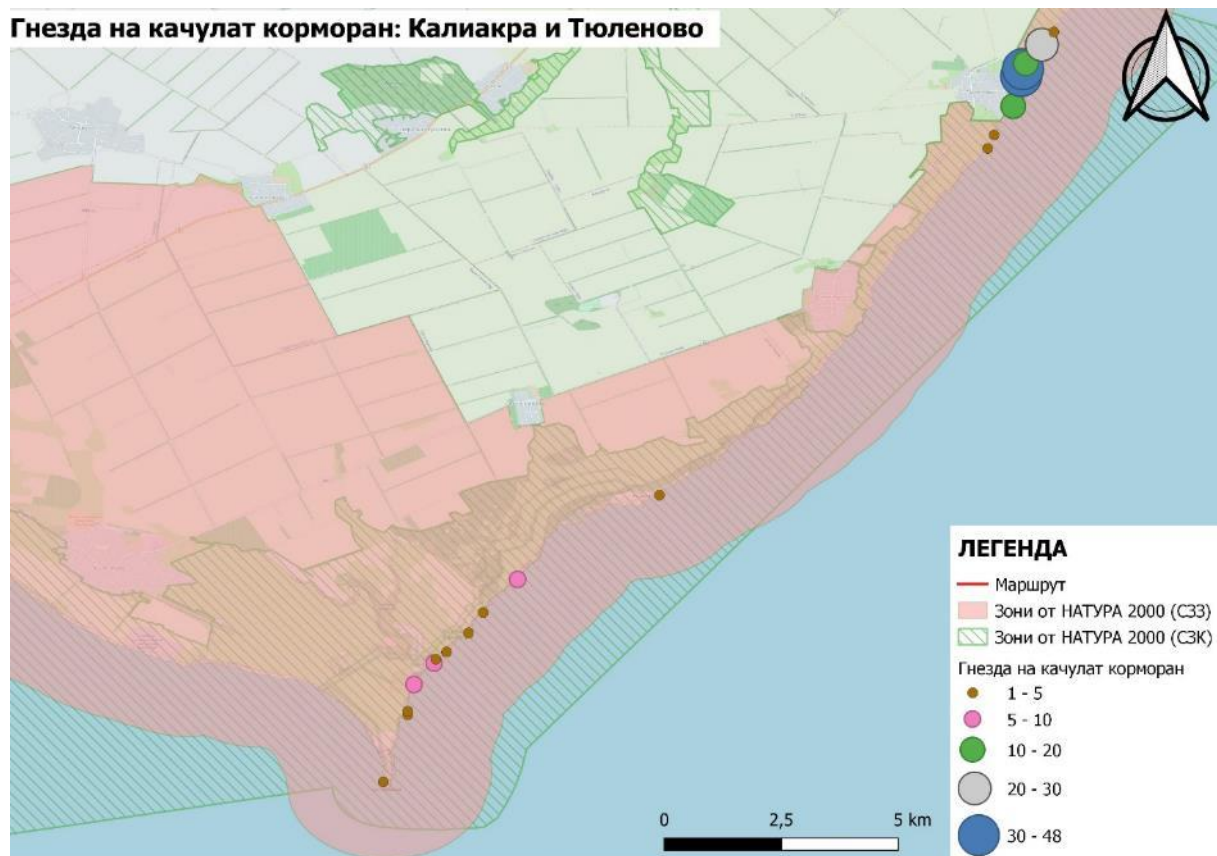 Гнезда на качулат корморан: Калиакра и Тюленово
ЛЕГЕНДА
Маршрут
Зони от НАТУРА 2000 (СЗЗ)
Зони от НАТУРА 2000 (СЗК)
Гнезда на качулат корморан
1 - 5
5 - 10
10 - 20
20 - 30
30 - 48
0 2,5 5 km